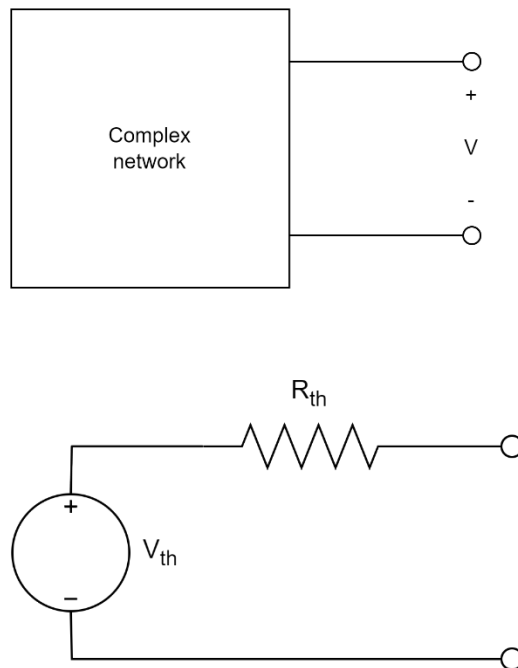 Complex
network
+
V
-
R_th
+
V_th
−